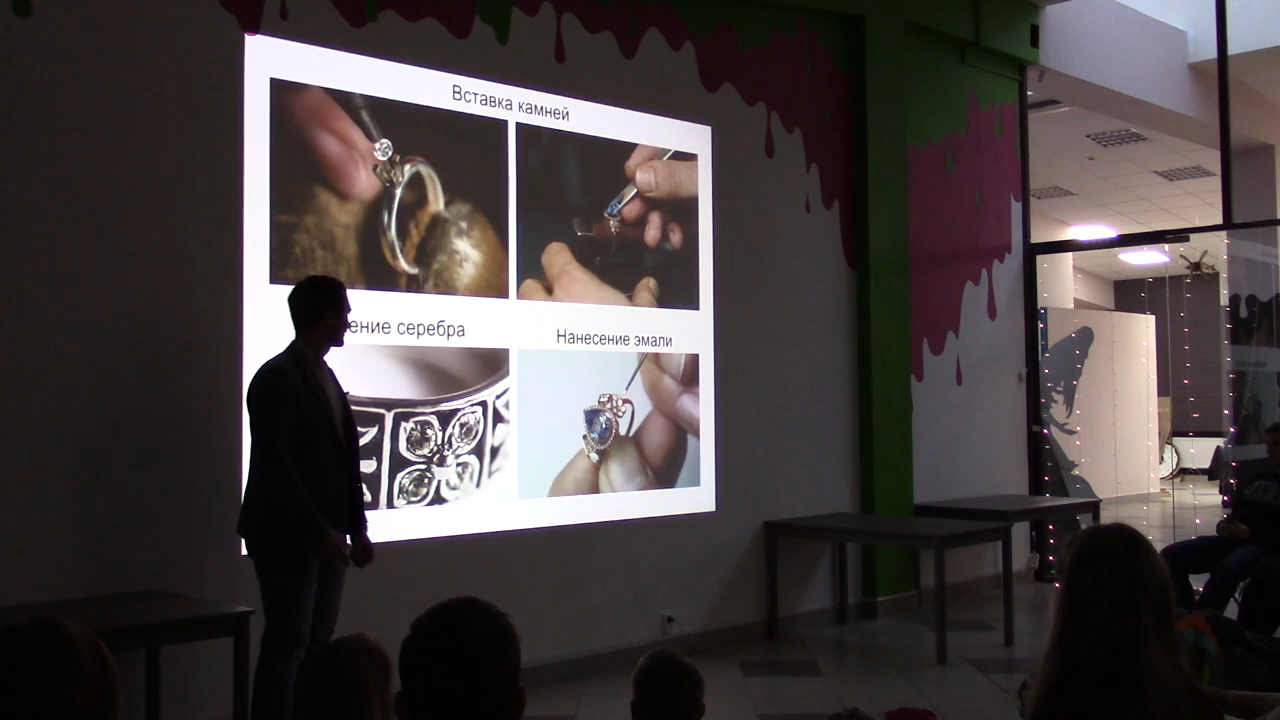 Вставка камней
ение серебра
Нанесение эмали